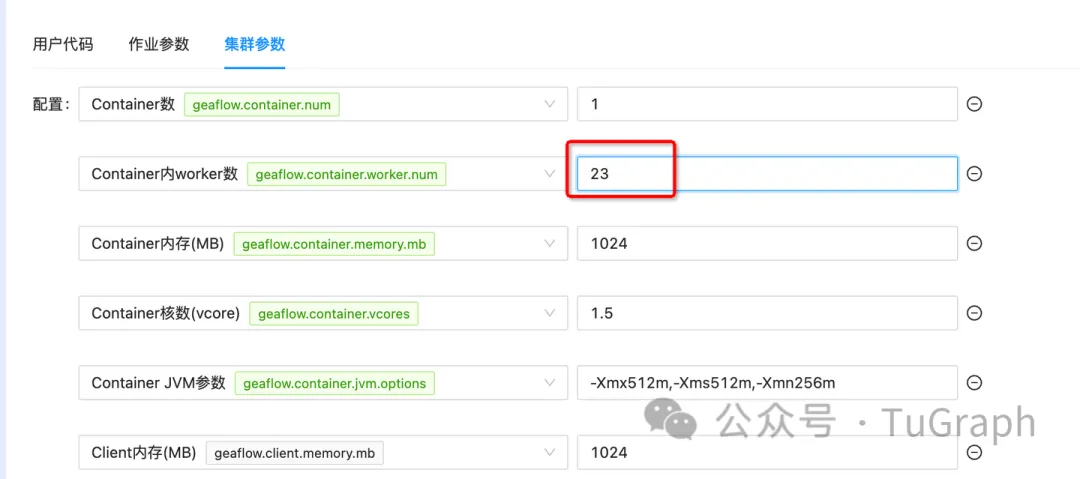 用户代码 作业参数 集群参数
配置： Container数 geaflow.container.num 1
Container内worker数 geaflow.container.worker.num 23
Container内存(MB) geaflow.container.memory.mb 1024
Container核数(vcore) geaflow.container.vcores 1.5
Container JVM参数 geaflow.container.jvm.options -Xmx512m,-Xms512m,-Xmn256m
公众号 · TuGraph
Client内存(MB) geaflow.client.memory.mb 1024